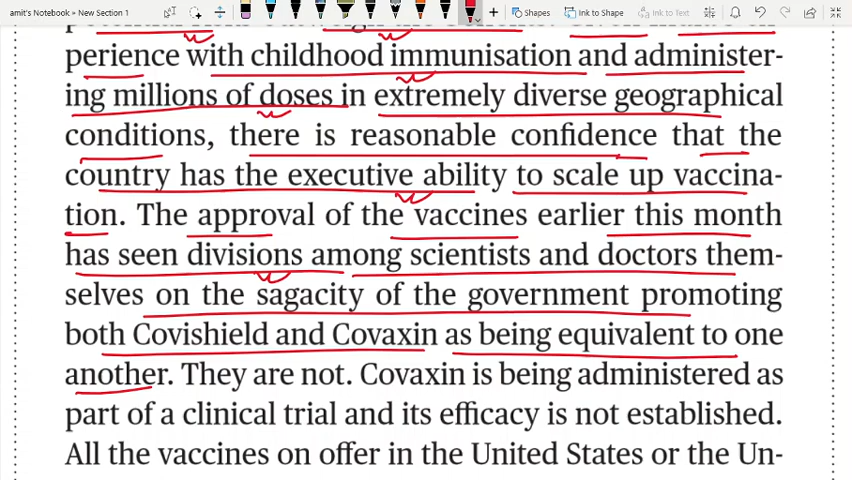 amit's Notebook » New Section 1
Shapes Ink to Shape Ink to Text
perience with childhood immunisation and administer-
ing millions of doses in extremely diverse geographical
conditions, there is reasonable confidence that the
country has the executive ability to scale up vaccina-
tion. The approval of the vaccines earlier this month
has seen divisions among scientists and doctors them-
selves on the sagacity of the government promoting
both Covishield and Covaxin as being equivalent to one
another. They are not. Covaxin is being administered as
part of a clinical trial and its efficacy is not established.
All the vaccines on offer in the United States or the Un-